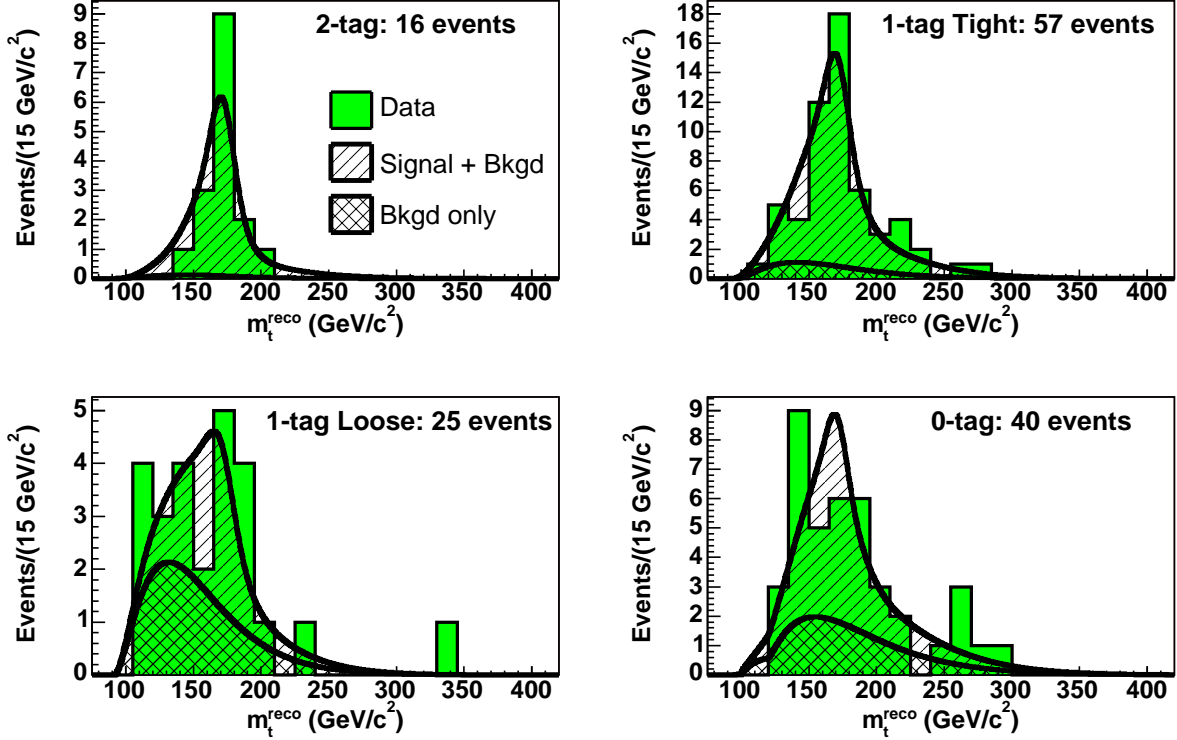 2-tag: 16 events
Data
Signal + Bkgd
Bkgd only
Events/(15 GeV/c²)
9
8
7
6
5
4
3
2
1
0
100 150 200 250 300 350 400
m_t^reco (GeV/c²)
1-tag Tight: 57 events
Events/(15 GeV/c²)
18
16
14
12
10
8
6
4
2
0
100 150 200 250 300 350 400
m_t^reco (GeV/c²)
1-tag Loose: 25 events
Events/(15 GeV/c²)
5
4
3
2
1
0
100 150 200 250 300 350 400
m_t^reco (GeV/c²)
0-tag: 40 events
Events/(15 GeV/c²)
9
8
7
6
5
4
3
2
1
0
100 150 200 250 300 350 400
m_t^reco (GeV/c²)